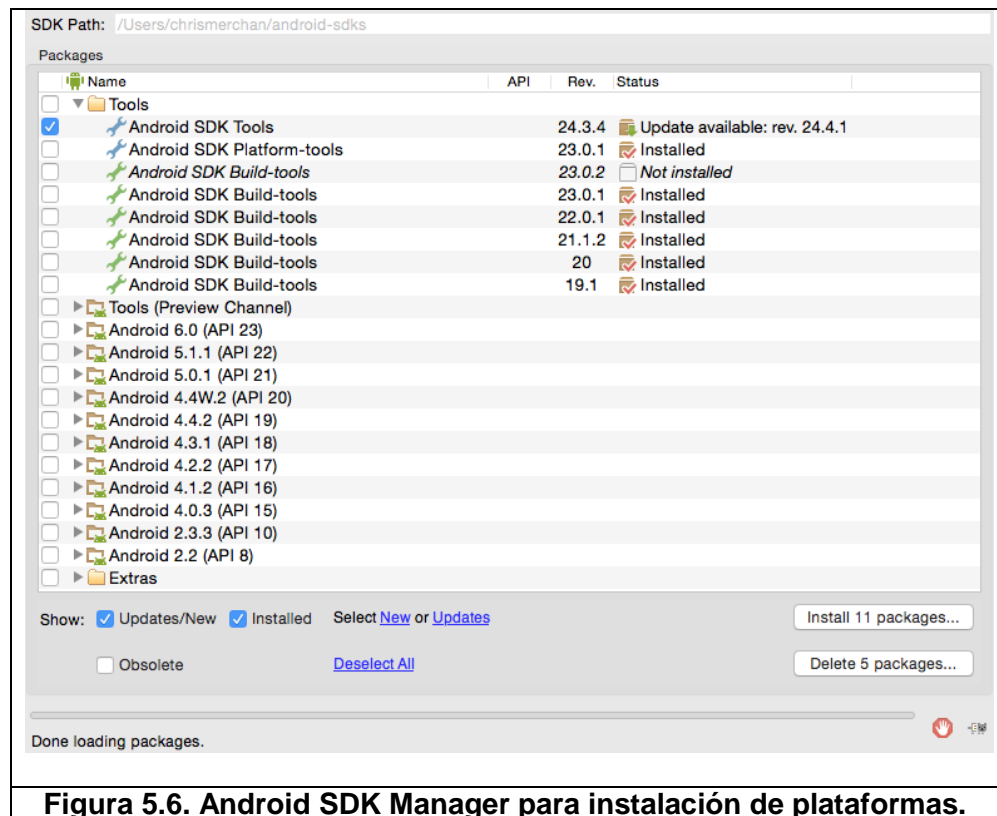 SDK Path: /Users/chrismerchan/android-sdks
Packages
Name API Rev. Status
Tools
Android SDK Tools 24.3.4 Update available: rev. 24.4.1
Android SDK Platform-tools 23.0.1 Installed
Android SDK Build-tools 23.0.2 Not installed
Android SDK Build-tools 23.0.1 Installed
Android SDK Build-tools 22.0.1 Installed
Android SDK Build-tools 21.1.2 Installed
Android SDK Build-tools 20 Installed
Android SDK Build-tools 19.1 Installed
Tools (Preview Channel)
Android 6.0 (API 23)
Android 5.1.1 (API 22)
Android 5.0.1 (API 21)
Android 4.4W.2 (API 20)
Android 4.4.2 (API 19)
Android 4.3.1 (API 18)
Android 4.2.2 (API 17)
Android 4.1.2 (API 16)
Android 4.0.3 (API 15)
Android 2.3.3 (API 10)
Android 2.2 (API 8)
Extras
Show: Updates/New Installed Select New or Updates Install 11 packages...
Obsolete Deselect All Delete 5 packages...
Done loading packages.
Figura 5.6. Android SDK Manager para instalación de plataformas.